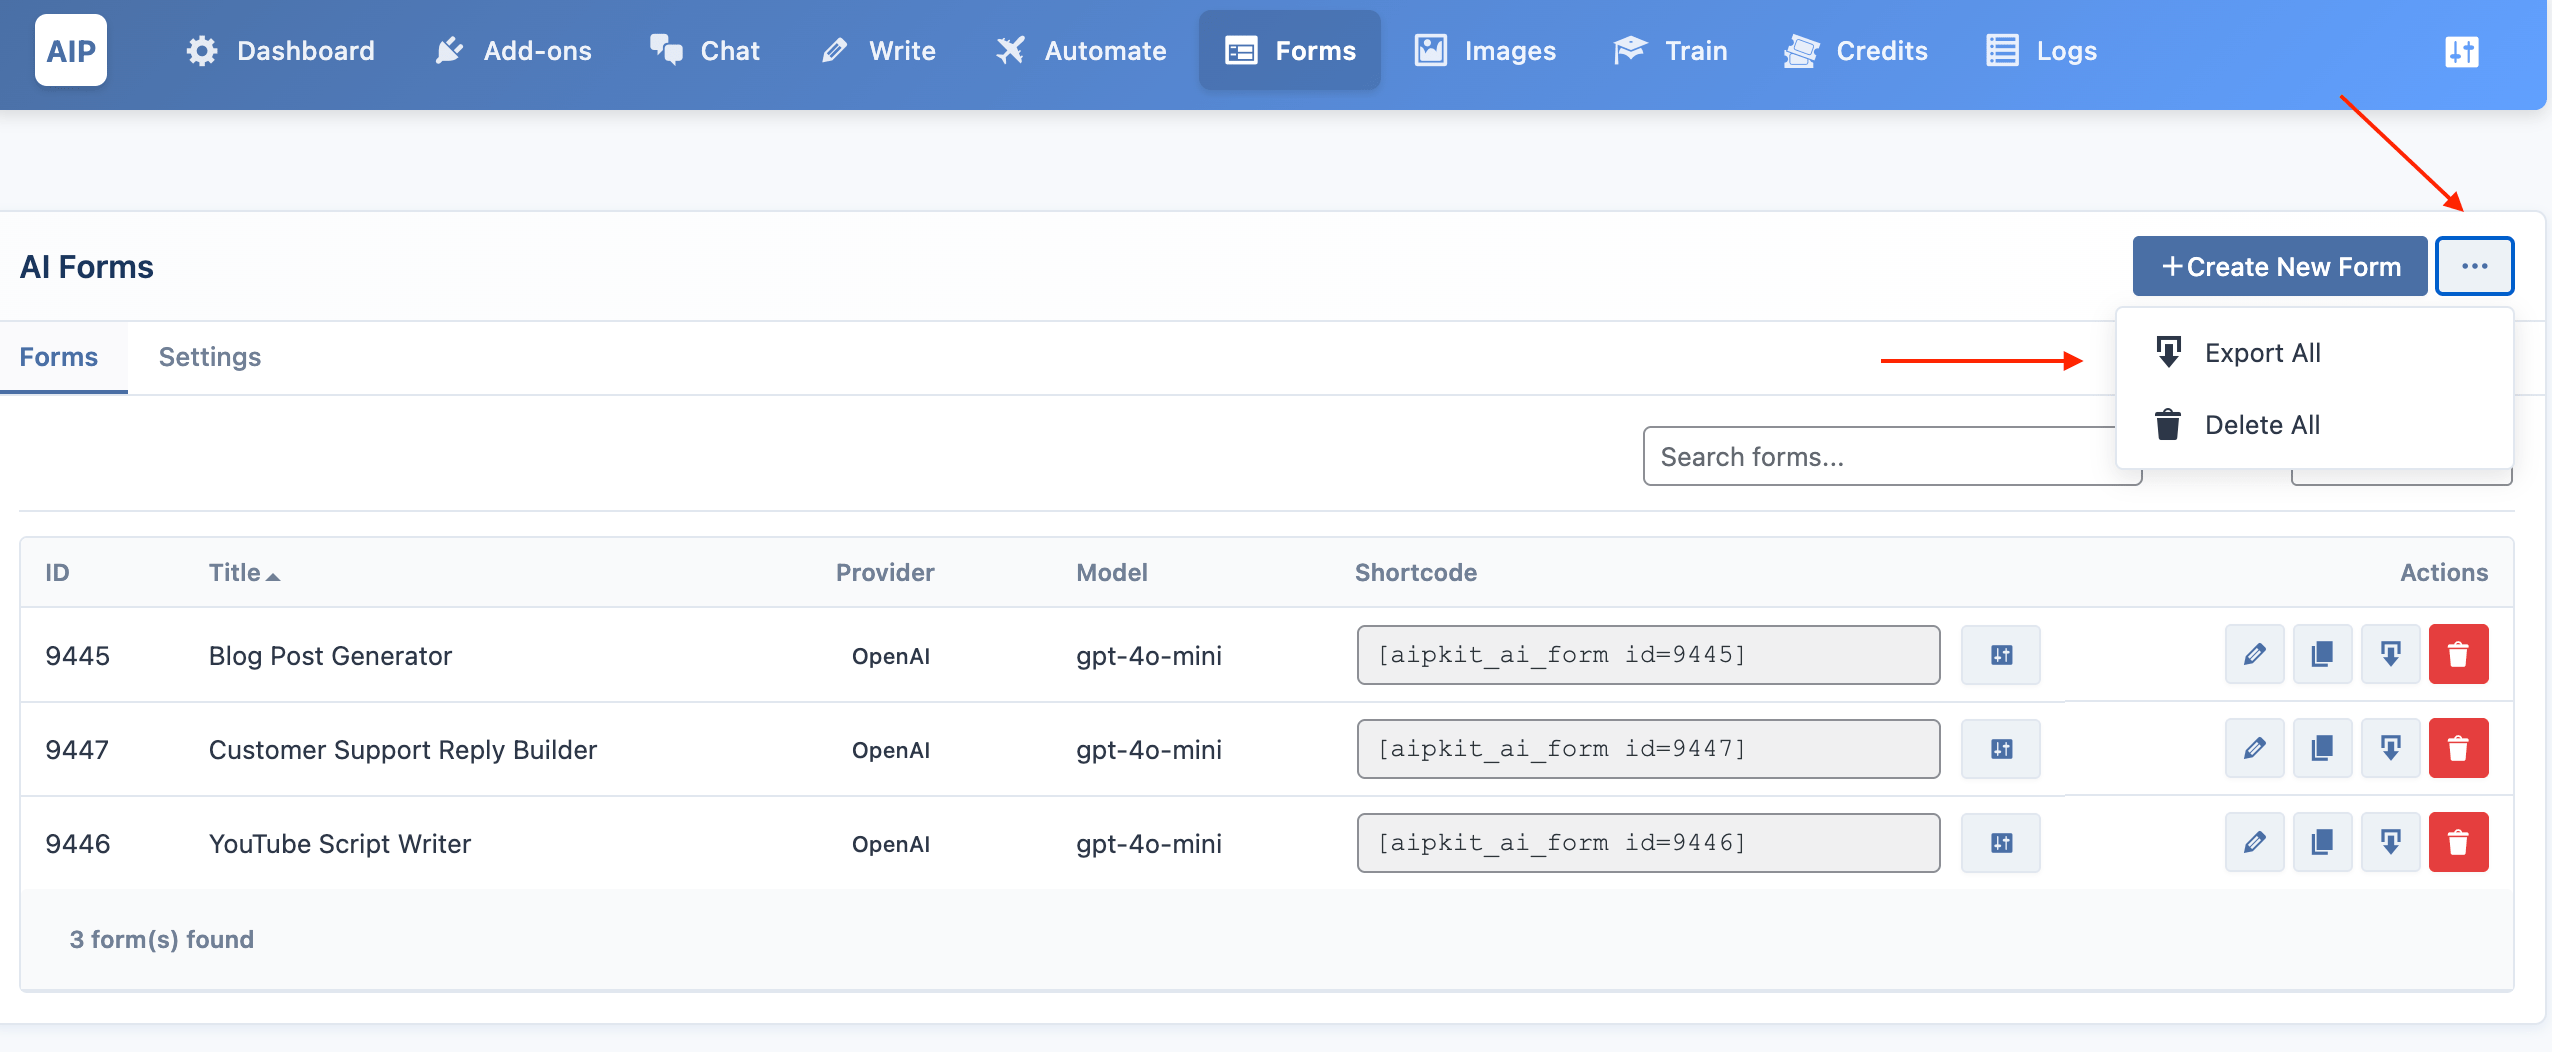 AIP Dashboard Add-ons Chat Write Automate Forms Images Train Credits Logs
AI Forms
+Create New Form ...
Forms Settings
Export All
Delete All
Search forms...
ID Title Provider Model Shortcode Actions
9445 Blog Post Generator OpenAI gpt-4o-mini [aipkit_ai_form id=9445]
9447 Customer Support Reply Builder OpenAI gpt-4o-mini [aipkit_ai_form id=9447]
9446 YouTube Script Writer OpenAI gpt-4o-mini [aipkit_ai_form id=9446]
3 form(s) found